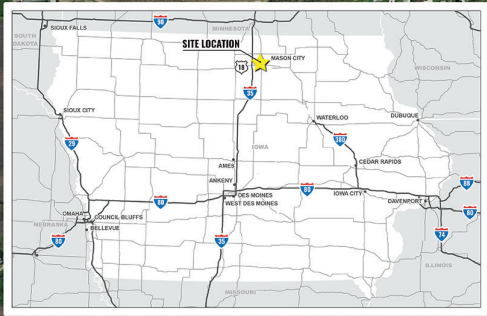 90
SIOUX FALLS
MINNESOTA
SOUTH
DAKOTA
SITE LOCATION
MASON CITY
18
WISCONSIN
35
SIOUX CITY
WATERLOO
DUBUQUE
29
380
IOWA
AMES
CEDAR RAPIDS
ANKENY
80
88
DES MOINES
IOWA CITY
WEST DES MOINES
80
DAVENPORT
OMAHA
COUNCIL BLUFFS
80
NEBRASKA
BELLEVUE
74
80
35
ILLINOIS
MISSOURI